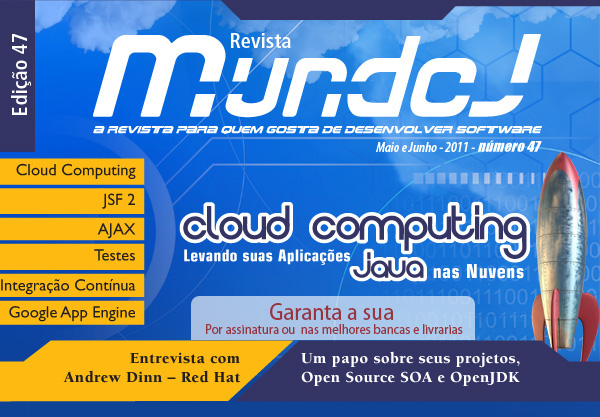 Edição 47
Revista
MundoJ
A REVISTA PARA QUEM GOSTA DE DESENVOLVER SOFTWARE
Maio e Junho - 2011 - número 47
Cloud Computing
JSF 2
AJAX
Testes
Integração Contínua
Google App Engine
cloud computing
Levando suas Aplicações
java nas Nuvens
Garanta a sua
Por assinatura ou nas melhores bancas e livrarias
Entrevista com
Andrew Dinn – Red Hat
Um papo sobre seus projetos,
Open Source SOA e OpenJDK